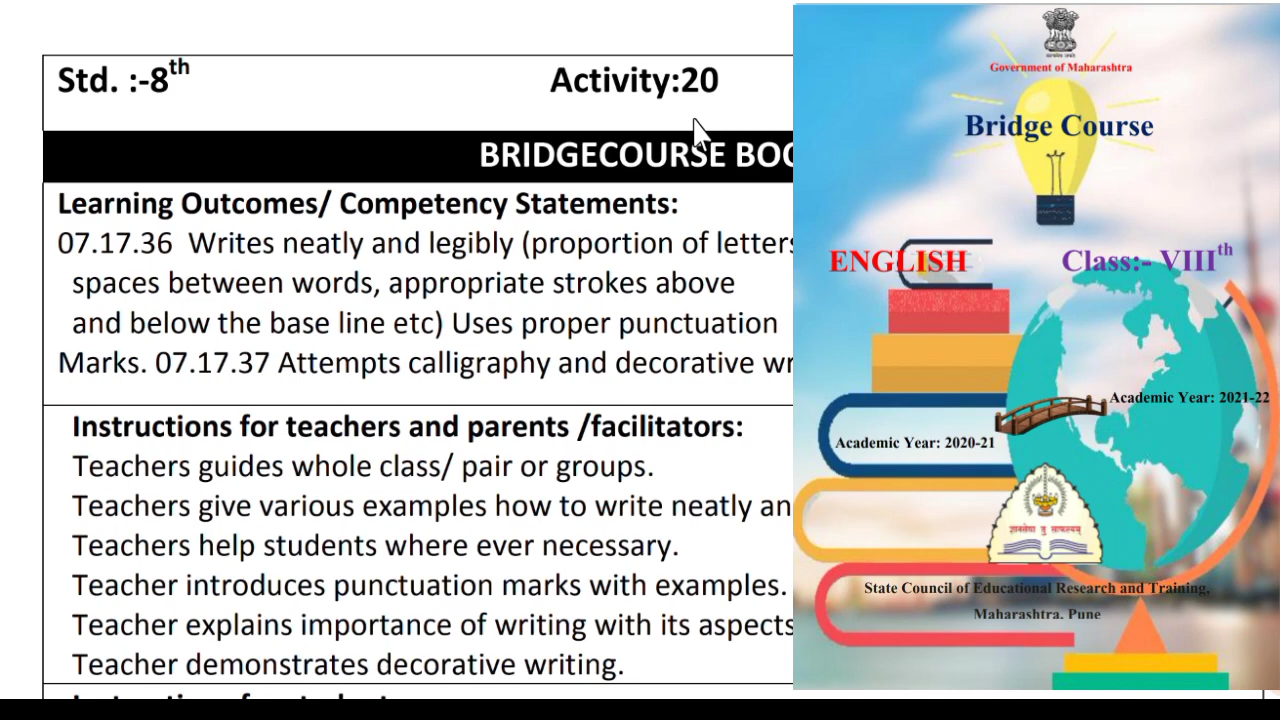 Std. :-8th Activity:20
BRIDGECOURSE
Learning Outcomes/ Competency Statements:
07.17.36 Writes neatly and legibly (proportion of letters
spaces between words, appropriate strokes above
and below the base line etc) Uses proper punctuation
Marks. 07.17.37 Attempts calligraphy and decorative
Instructions for teachers and parents /facilitators:
Teachers guides whole class/ pair or groups.
Teachers give various examples how to write neatly
Teachers help students where ever necessary.
Teacher introduces punctuation marks with examples.
Teacher explains importance of writing with its aspects
Teacher demonstrates decorative writing.
Government of Maharashtra
Bridge Course
ENGLISH Class:- VIIIth
Academic Year: 2021-22
Academic Year: 2020-21
ज्ञानसेवा तु साफल्यम्
State Council of Educational Research and Training,
Maharashtra, Pune